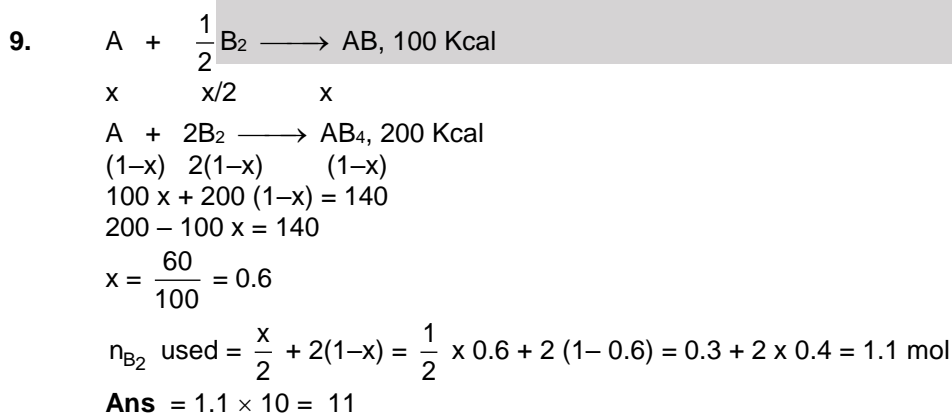 9. A + 1/2 B₂ ⟶ AB, 100 Kcal
x x/2 x
A + 2B₂ ⟶ AB₄, 200 Kcal
(1–x) 2(1–x) (1–x)
100 x + 200 (1–x) = 140
200 – 100 x = 140
x = 60/100 = 0.6
n_B₂ used = x/2 + 2(1–x) = 1/2 x 0.6 + 2 (1– 0.6) = 0.3 + 2 x 0.4 = 1.1 mol
Ans = 1.1 × 10 = 11